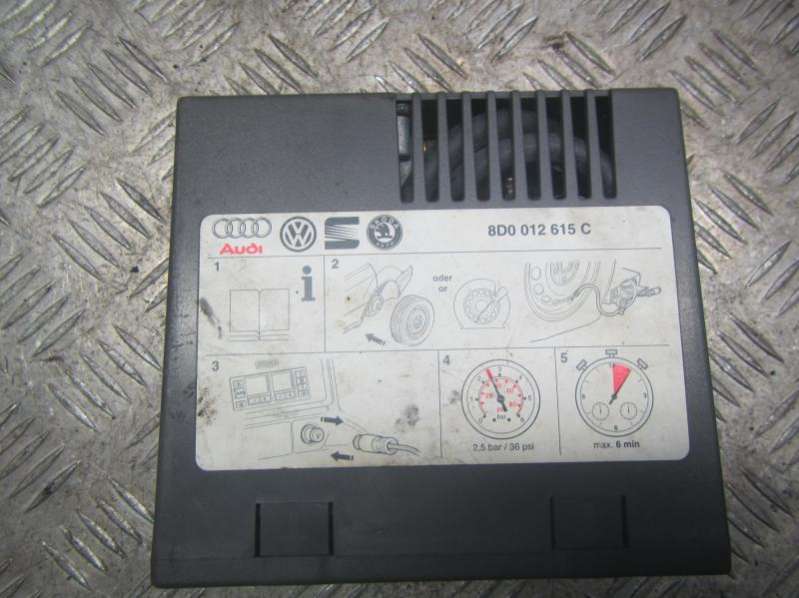 Audi
8D0 012 615 C
1
i
2
oder
or
3
4
2,5 bar / 36 psi
5
max. 6 min